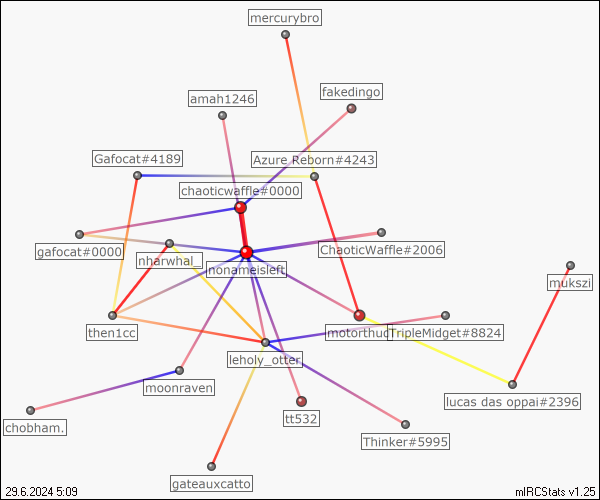 mercurybro
fakedingo
amah1246
Gafocat#4189
Azure Reborn#4243
chaoticwaffle#0000
gafocat#0000
nharwhal_
ChaoticWaffle#2006
nonameisleft
mukszi
then1cc
motorthud
TripleMidget#8824
leholy_otter
moonraven
lucas das oppai#2396
chobham.
tt532
Thinker#5995
gateauxcatto
29.6.2024 5:09
mIRCStats v1.25